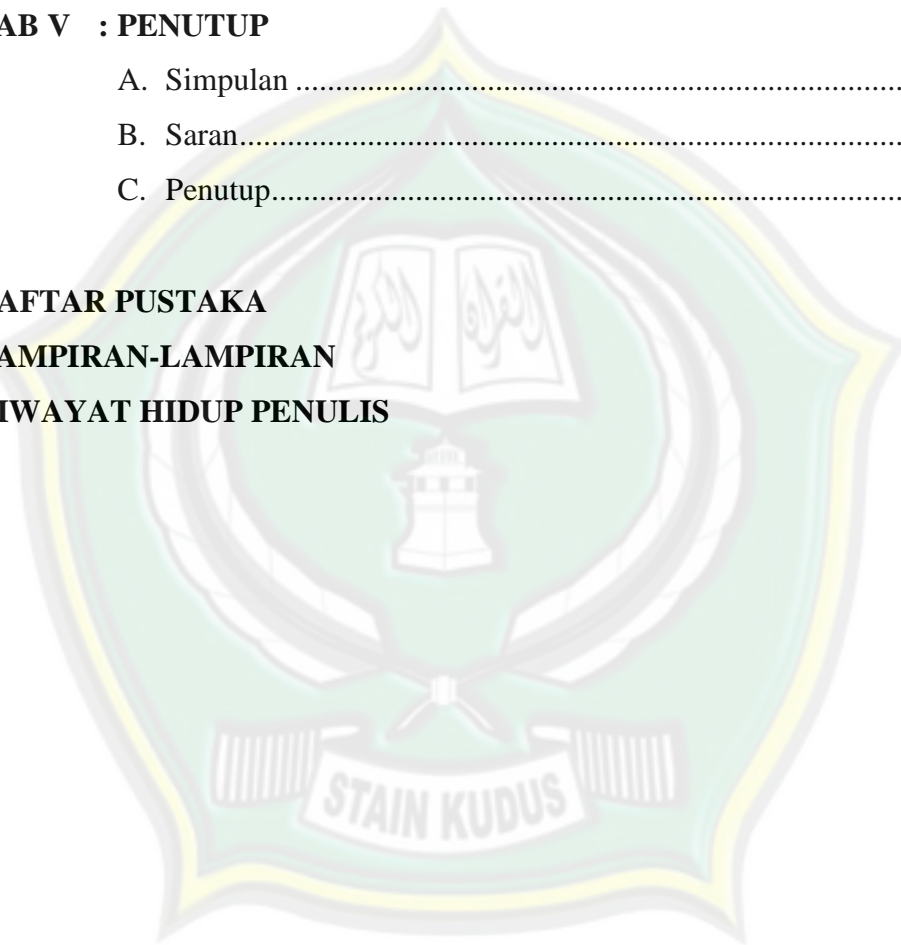 AB V : PENUTUP
A. Simpulan ...........................................................................
B. Saran..................................................................................
C. Penutup..............................................................................
AFTAR PUSTAKA
AMPIRAN-LAMPIRAN
IWAYAT HIDUP PENULIS
STAIN KUDUS